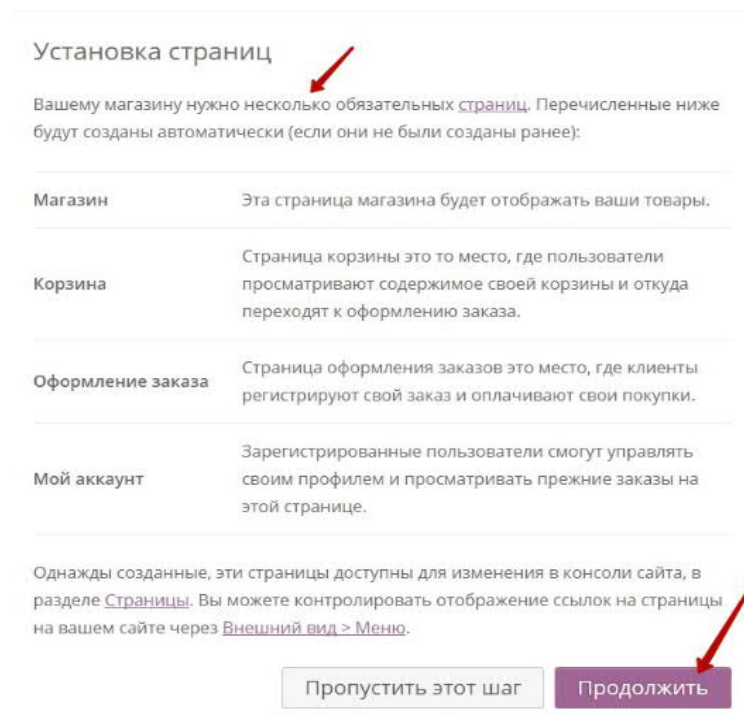 Установка страниц
Вашему магазину нужно несколько обязательных страниц. Перечисленные ниже
будут созданы автоматически (если они не были созданы ранее):
Магазин
Эта страница магазина будет отображать ваши товары.
Корзина
Страница корзины это то место, где пользователи
просматривают содержимое своей корзины и откуда
переходят к оформлению заказа.
Оформление заказа
Страница оформления заказов это место, где клиенты
регистрируют свой заказ и оплачивают свои покупки.
Мой аккаунт
Зарегистрированные пользователи смогут управлять
своим профилем и просматривать прежние заказы на
этой странице.
Однажды созданные, эти страницы доступны для изменения в консоли сайта, в
разделе Страницы. Вы можете контролировать отображение ссылок на страницы
на вашем сайте через Внешний вид > Меню.
Пропустить этот шаг
Продолжить